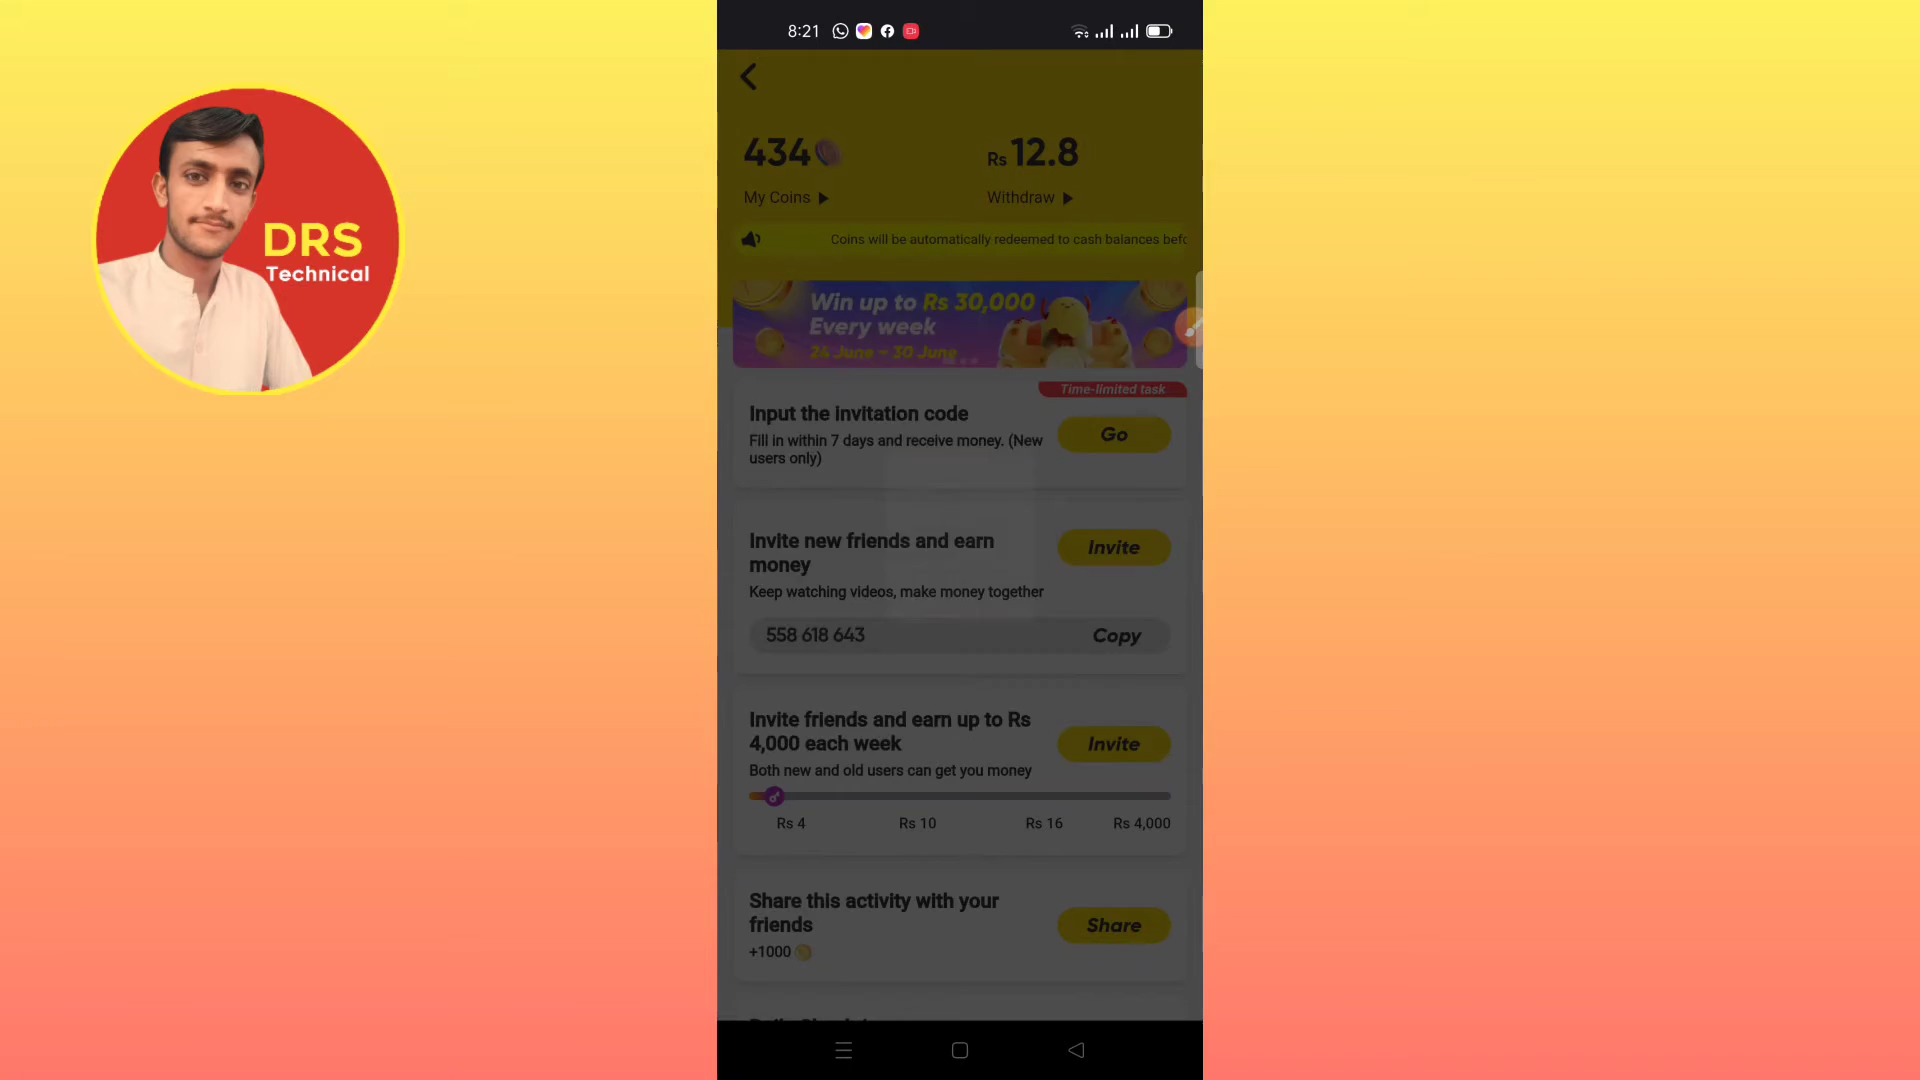 8:21
DRS
Technical
434
Rs 12.8
My Coins
Withdraw
Coins will be automatically redeemed to cash balances
Win up to Rs 30,000
Every week
24 June ~ 30 June
Time-limited task
Input the invitation code
Go
Fill in within 7 days and receive money. (New
users only)
Invite new friends and earn
money
Invite
Keep watching videos, make money together
558 618 643
Copy
Invite friends and earn up to Rs
4,000 each week
Invite
Both new and old users can get you money
Rs 4
Rs 10
Rs 16
Rs 4,000
Share this activity with your
friends
Share
+1000